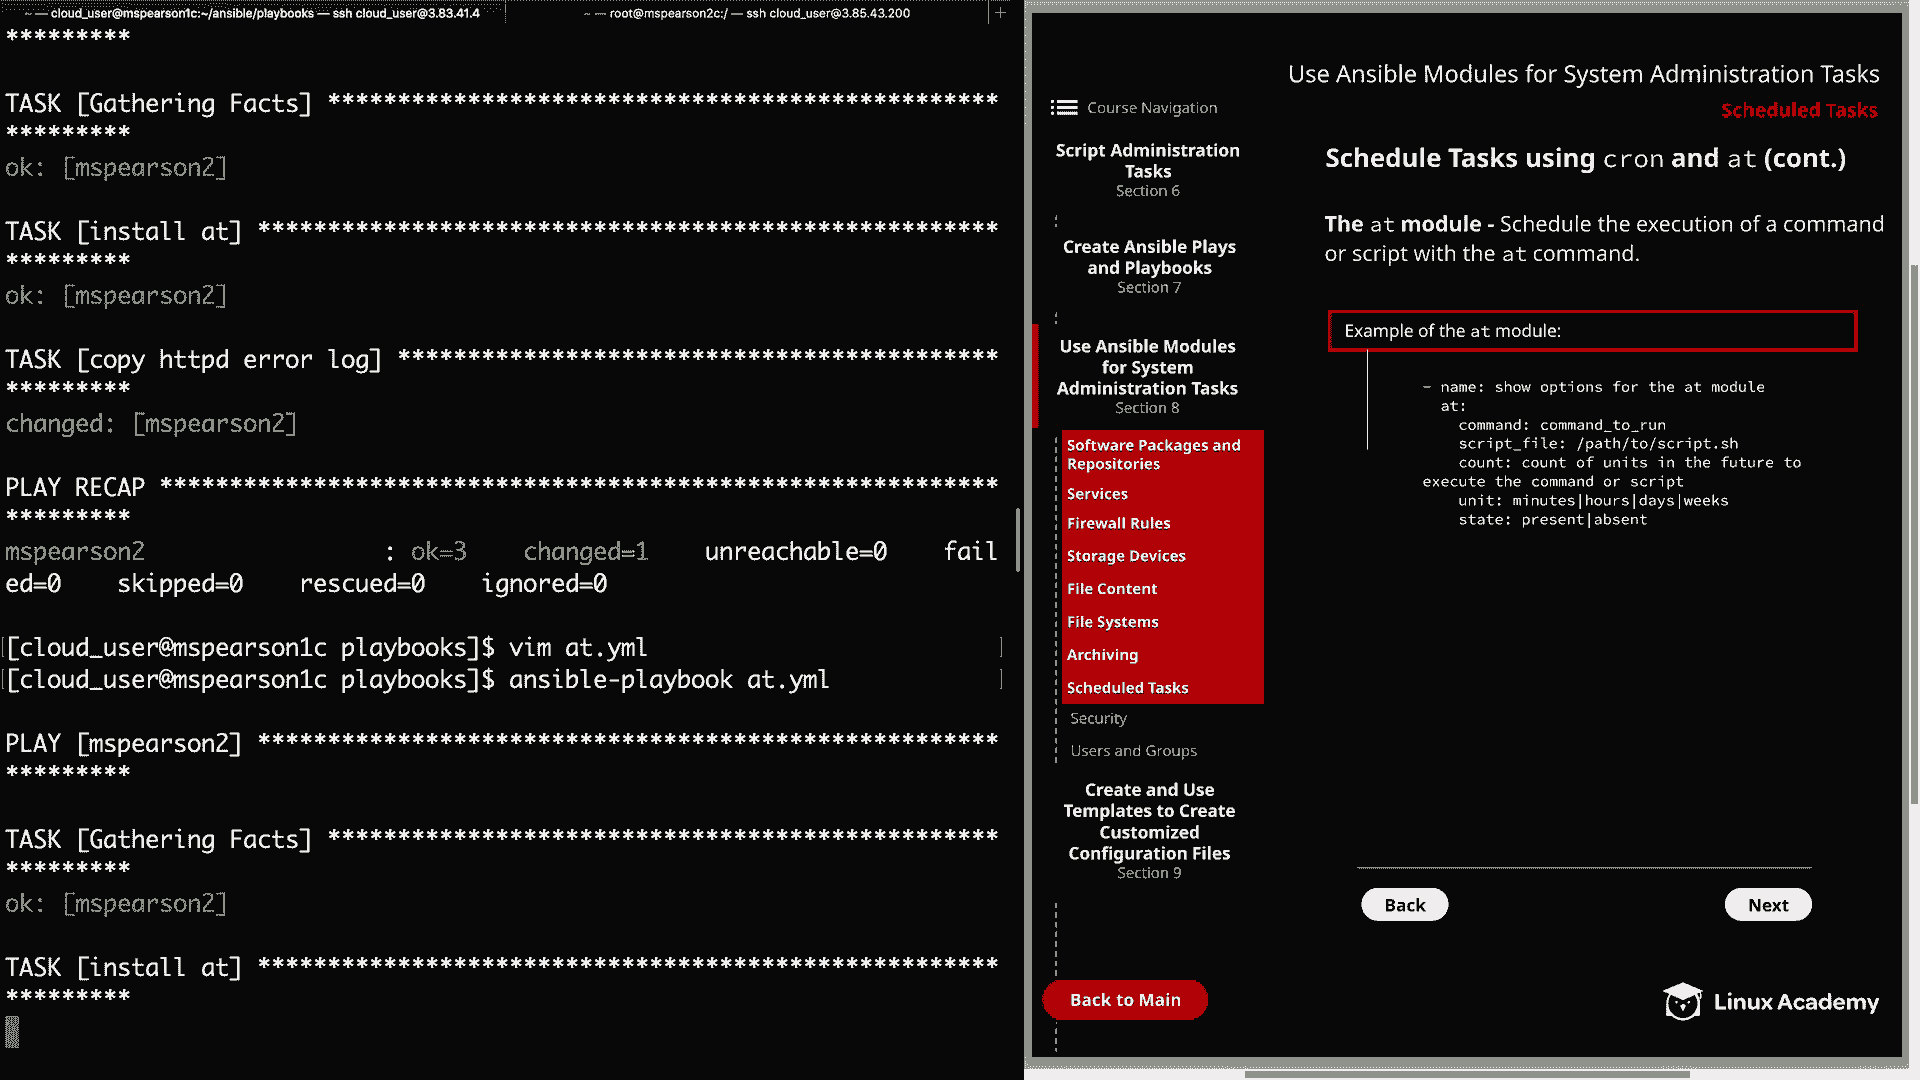 ~ — cloud_user@mspearson1c:~/ansible/playbooks — ssh cloud_user@3.83.41.4
~ — root@mspearson2c:/ — ssh cloud_user@3.85.43.200
+
*********
TASK [Gathering Facts] ************************************************
*********
ok: [mspearson2]
TASK [install at] *****************************************************
*********
ok: [mspearson2]
TASK [copy httpd error log] *******************************************
*********
changed: [mspearson2]
PLAY RECAP ************************************************************
*********
mspearson2                 : ok=3    changed=1    unreachable=0    fail
ed=0    skipped=0    rescued=0    ignored=0
[[cloud_user@mspearson1c playbooks]$ vim at.yml ]
[[cloud_user@mspearson1c playbooks]$ ansible-playbook at.yml ]
PLAY [mspearson2] *****************************************************
*********
TASK [Gathering Facts] ************************************************
*********
ok: [mspearson2]
TASK [install at] *****************************************************
*********
Use Ansible Modules for System Administration Tasks
Scheduled Tasks
Course Navigation
Script Administration
Tasks
Section 6
Create Ansible Plays
and Playbooks
Section 7
Use Ansible Modules
for System
Administration Tasks
Section 8
Software Packages and
Repositories
Services
Firewall Rules
Storage Devices
File Content
File Systems
Archiving
Scheduled Tasks
Security
Users and Groups
Create and Use
Templates to Create
Customized
Configuration Files
Section 9
Back to Main
Schedule Tasks using cron and at (cont.)
The at module - Schedule the execution of a command
or script with the at command.
Example of the at module:
- name: show options for the at module
at:
command: command_to_run
script_file: /path/to/script.sh
count: count of units in the future to
execute the command or script
unit: minutes|hours|days|weeks
state: present|absent
Back
Next
Linux Academy